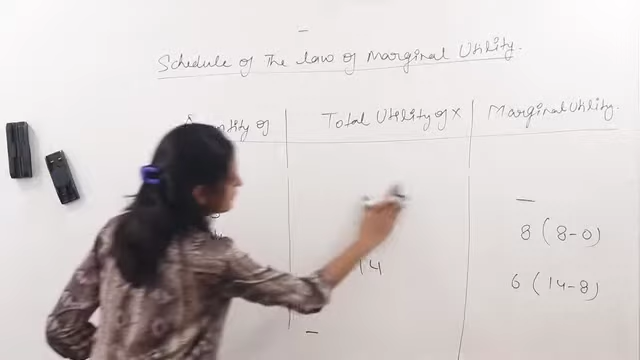 Schedule of The law of Marginal Utility.
of Total Utility of x Marginal Utility.
—
8 (8-0)
14 6 (14-8)
—